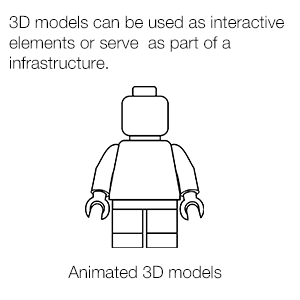 3D models can be used as interactive
elements or serve  as part of a
infrastructure.
Animated 3D models